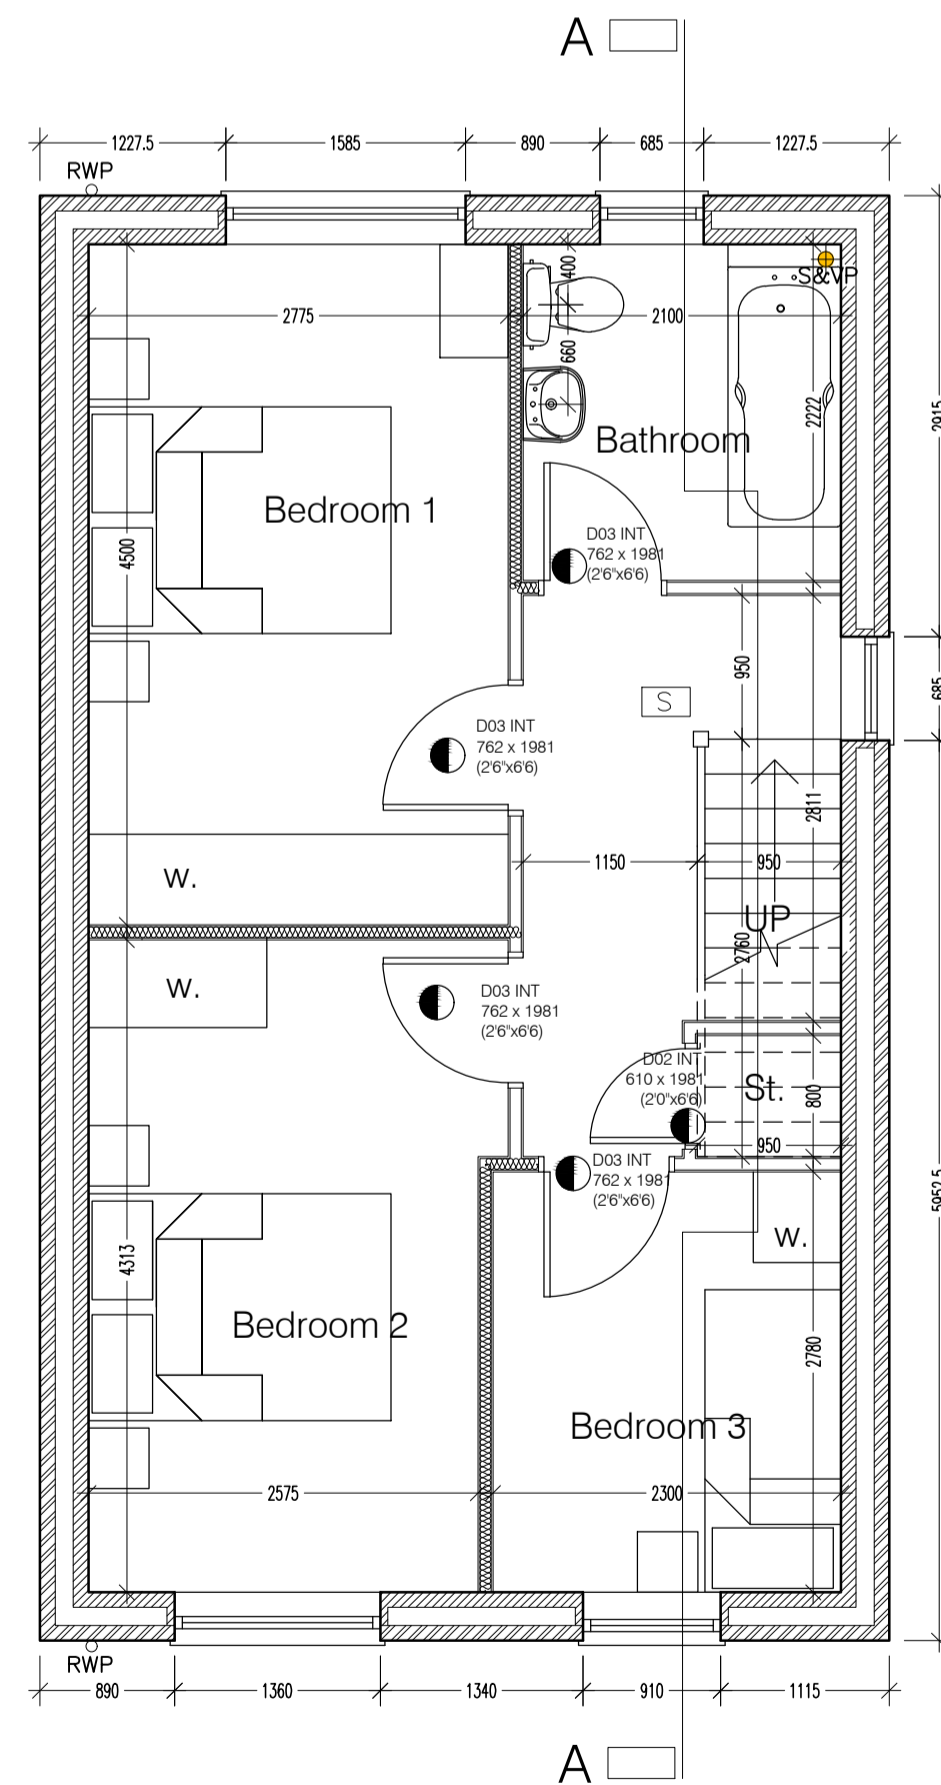 A
1227.5 1585 890 685 1227.5
RWP
S&VP
400
2775
2100
660
2222
2915
Bathroom
Bedroom 1
4500
D03 INT
762 x 1981
(2'6"x6'6)
950
685
S
D03 INT
762 x 1981
(2'6"x6'6)
2811
1150
950
W.
UP
2760
W.
D03 INT
762 x 1981
(2'6"x6'6)
D02 INT
610 x 1981
(2'0"x6'6)
St.
800
950
D03 INT
762 x 1981
(2'6"x6'6)
5952.5
W.
4313
Bedroom 2
2780
Bedroom 3
2575
2300
RWP
890 1360 1340 910 1115
A